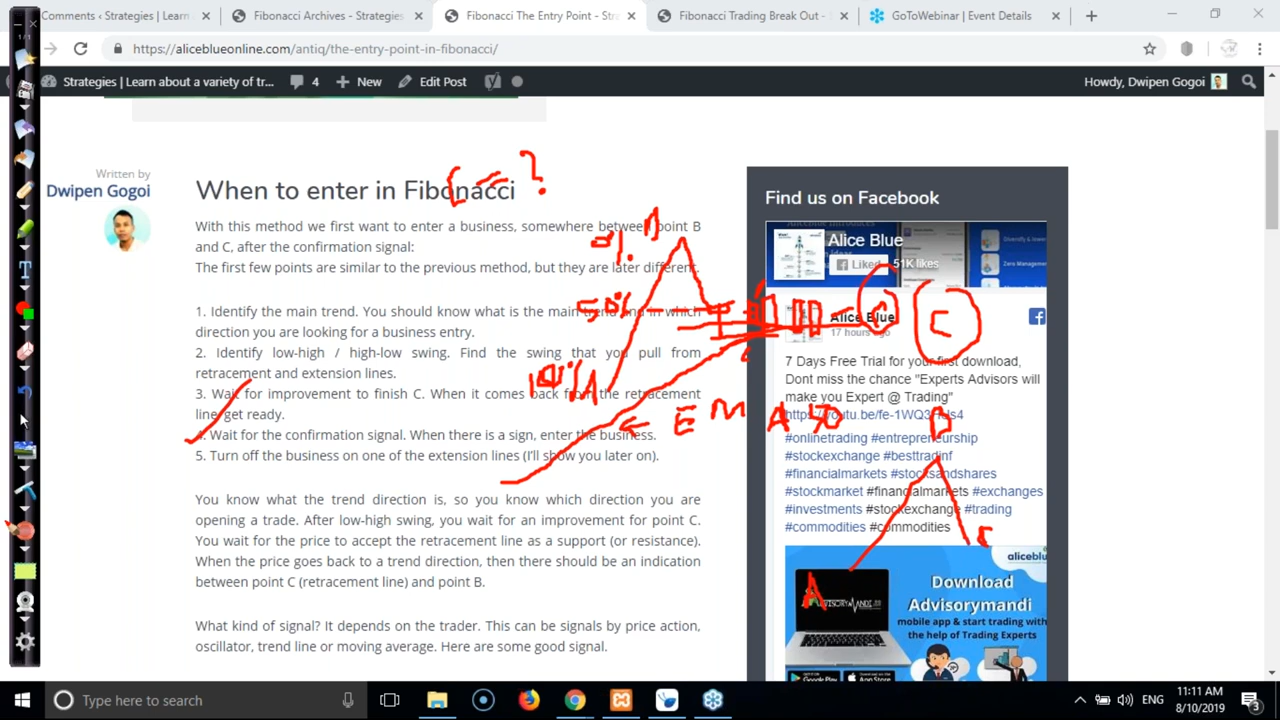 Comments ‹ Strategies | Learn
Fibonacci Archives - Strategies
Fibonacci The Entry Point - Stra
Fibonacci Trading Break Out -
GoToWebinar | Event Details
https://aliceblueonline.com/antiq/the-entry-point-in-fibonacci/
1/1
Strategies | Learn about a variety of tr...
4
New
Edit Post
Howdy, Dwipen Gogoi
Written by
Dwipen Gogoi
When to enter in Fibonacci
C = ?
With this method we first want to enter a business, somewhere between point B
and C, after the confirmation signal:
The first few points are similar to the previous method, but they are later different.
0%
50%
100% A
1. Identify the main trend. You should know what is the main trend and in which
direction you are looking for a business entry.
2. Identify low-high / high-low swing. Find the swing that you pull from
retracement and extension lines.
3. Wait for improvement to finish C. When it comes back from the retracement
line, get ready.
4. Wait for the confirmation signal. When there is a sign, enter the business.
5. Turn off the business on one of the extension lines (I'll show you later on).
EMA 50
You know what the trend direction is, so you know which direction you are
opening a trade. After low-high swing, you wait for an improvement for point C.
You wait for the price to accept the retracement line as a support (or resistance).
When the price goes back to a trend direction, then there should be an indication
between point C (retracement line) and point B.
What kind of signal? It depends on the trader. This can be signals by price action,
oscillator, trend line or moving average. Here are some good signal.
Find us on Facebook
Alice Blue
Liked
51K likes
Alice Blue
17 hours ago
C
7 Days Free Trial for your first download,
Dont miss the chance "Experts Advisors will
make you Expert @ Trading"
#onlinetrading #entrepreneurship
#stockexchange #besttradinf
#financialmarkets #stocksandshares
#stockmarket #financialmarkets #exchanges
#investments #stockexchange #trading
#commodities #commodities
A
C
aliceblue
ADVISORYMANDI
Download
Advisorymandi
mobile app & start trading with
the help of Trading Experts
Google Play
App Store
Type here to search
ENG
11:11 AM
8/10/2019
3